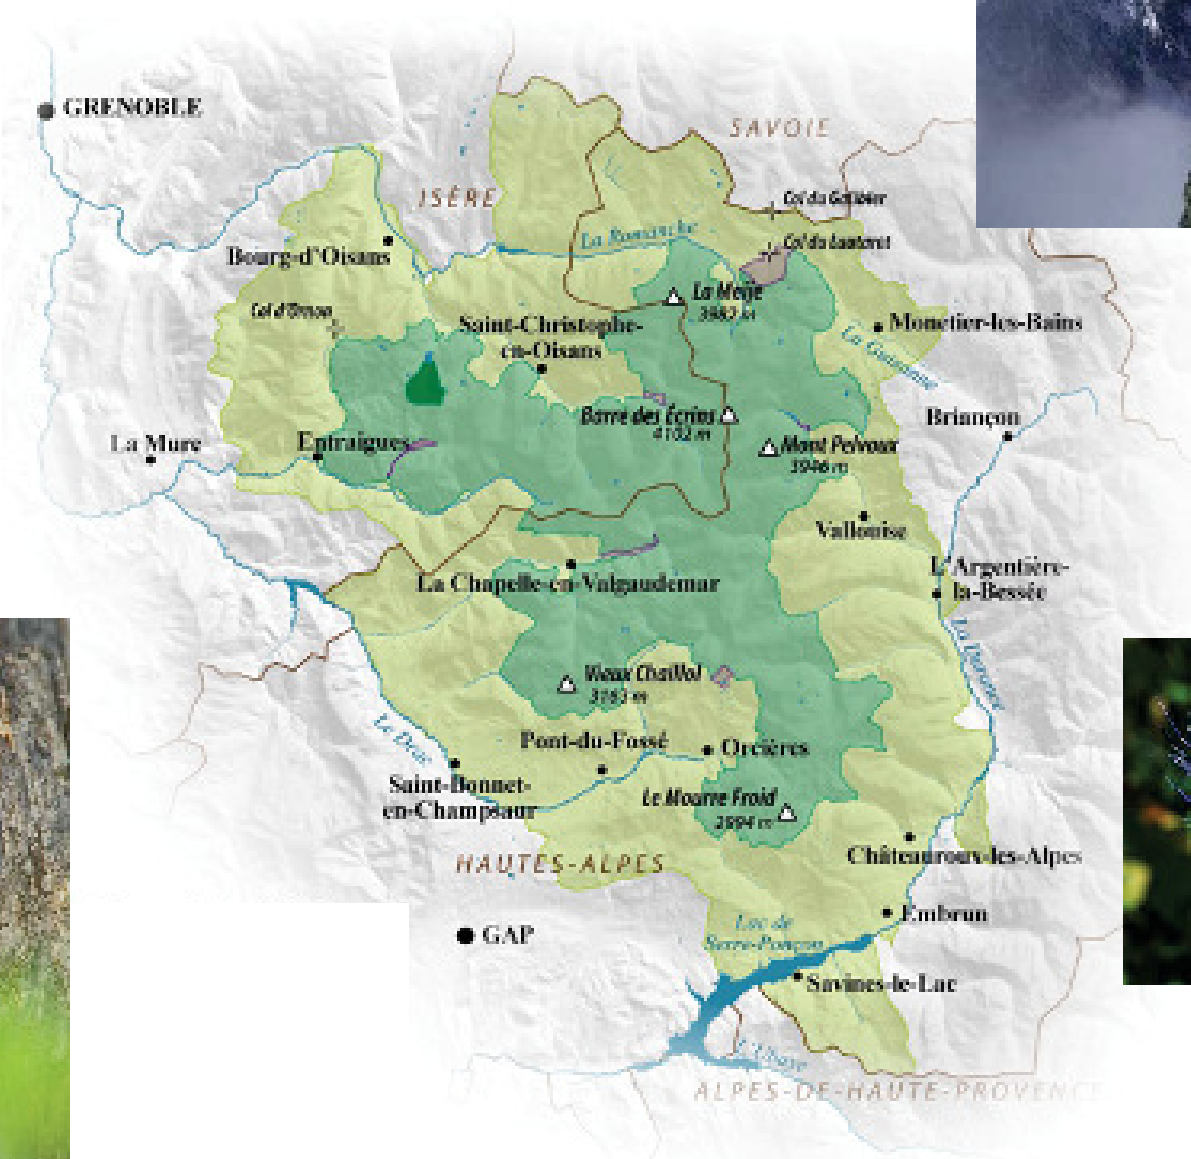 GRENOBLE
SAVOIE
ISÈRE
Col du Galibier
La Romanche
Col du Lautaret
Bourg-d'Oisans
La Meije
3982 m
Col d'Ornon
Saint-Christophe-
en-Oisans
Monetier-les-Bains
La Guisanne
Barre des Écrins
4102 m
Briançon
La Mure
Entraigues
Mont Pelvoux
3946 m
Vallouise
L'Argentière-
la-Bessée
La Chapelle-en-Valgaudemar
La Durance
Vieux Chaillol
3163 m
Le Drac
Pont-du-Fossé
Orcières
Saint-Bonnet-
en-Champsaur
Le Mourre Froid
2994 m
Châteauroux-les-Alpes
HAUTES-ALPES
GAP
Embrun
Lac de
Serre-Ponçon
Savines-le-Lac
L'Ubaye
ALPES-DE-HAUTE-PROVENCE